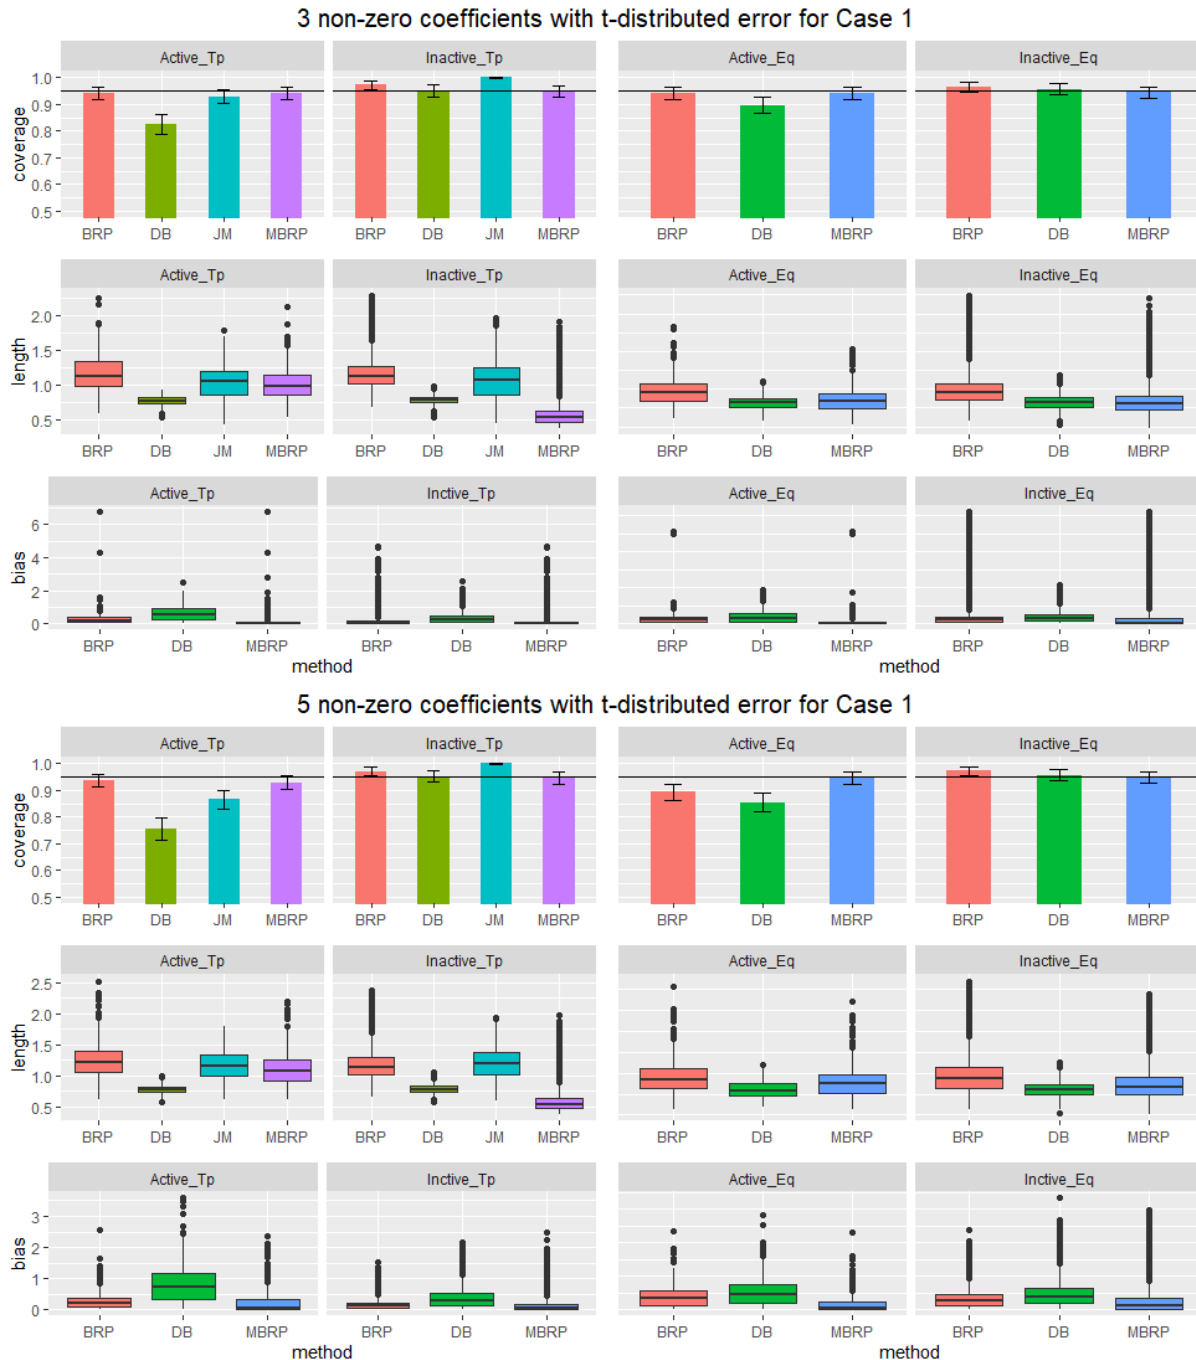 3 non-zero coefficients with t-distributed error for Case 1
Active_Tp Inactive_Tp Active_Eq Inactive_Eq
coverage
1.0
0.9
0.8
0.7
0.6
0.5
BRP DB JM MBRP BRP DB JM MBRP BRP DB MBRP BRP DB MBRP
Active_Tp Inactive_Tp Active_Eq Inactive_Eq
length
2.0
1.5
1.0
0.5
BRP DB JM MBRP BRP DB JM MBRP BRP DB MBRP BRP DB MBRP
Active_Tp Inctive_Tp Active_Eq Inctive_Eq
bias
6
4
2
0
BRP DB MBRP BRP DB MBRP BRP DB MBRP BRP DB MBRP
method method
5 non-zero coefficients with t-distributed error for Case 1
Active_Tp Inactive_Tp Active_Eq Inactive_Eq
coverage
1.0
0.9
0.8
0.7
0.6
0.5
BRP DB JM MBRP BRP DB JM MBRP BRP DB MBRP BRP DB MBRP
Active_Tp Inactive_Tp Active_Eq Inactive_Eq
length
2.5
2.0
1.5
1.0
0.5
BRP DB JM MBRP BRP DB JM MBRP BRP DB MBRP BRP DB MBRP
Active_Tp Inctive_Tp Active_Eq Inctive_Eq
bias
3
2
1
0
BRP DB MBRP BRP DB MBRP BRP DB MBRP BRP DB MBRP
method method